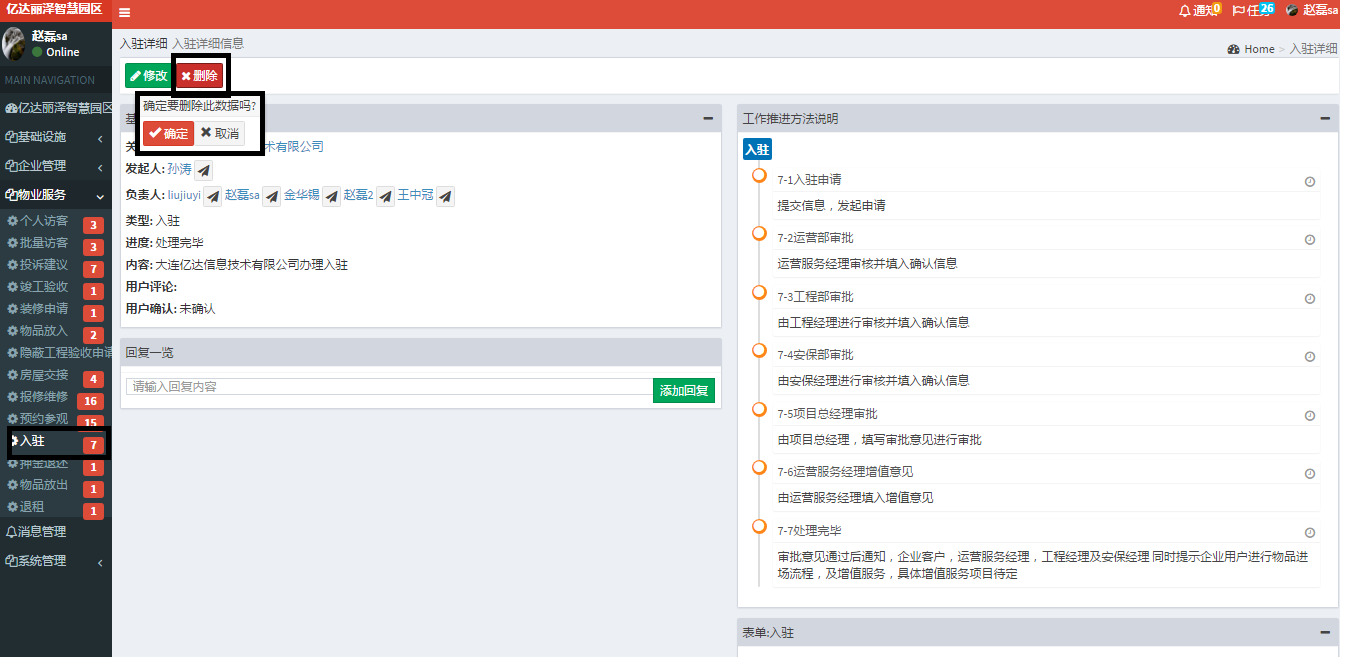 亿达丽泽智慧园区
通知 0
任务 26
赵磊sa
赵磊sa
Online
MAIN NAVIGATION
亿达丽泽智慧园区
基础设施
企业管理
物业服务
个人访客 3
批量访客 3
投诉建议 7
竣工验收 1
装修申请 1
物品放入 2
隐蔽工程验收申请
房屋交接 4
报修维修 16
预约参观 15
入驻 7
押金退还 1
物品放出 1
退租 1
消息管理
系统管理
入驻详细 入驻详细信息
Home > 入驻详细
修改 删除
确定要删除此数据吗?
确定 取消
基
关 术有限公司
发起人: 孙涛
负责人: liujiuyi 赵磊sa 金华锡 赵磊2 王中冠
类型: 入驻
进度: 处理完毕
内容: 大连亿达信息技术有限公司办理入驻
用户评论:
用户确认: 未确认
回复一览
请输入回复内容 添加回复
工作推进方法说明
入驻
7-1入驻申请
提交信息，发起申请
7-2运营部审批
运营服务经理审核并填入确认信息
7-3工程部审批
由工程经理进行审核并填入确认信息
7-4安保部审批
由安保经理进行审核并填入确认信息
7-5项目总经理审批
由项目总经理，填写审批意见进行审批
7-6运营服务经理增值意见
由运营服务经理填入增值意见
7-7处理完毕
审批意见通过后通知，企业客户，运营服务经理，工程经理及安保经理 同时提示企业用户进行物品进
场流程，及增值服务，具体增值服务项目待定
表单:入驻